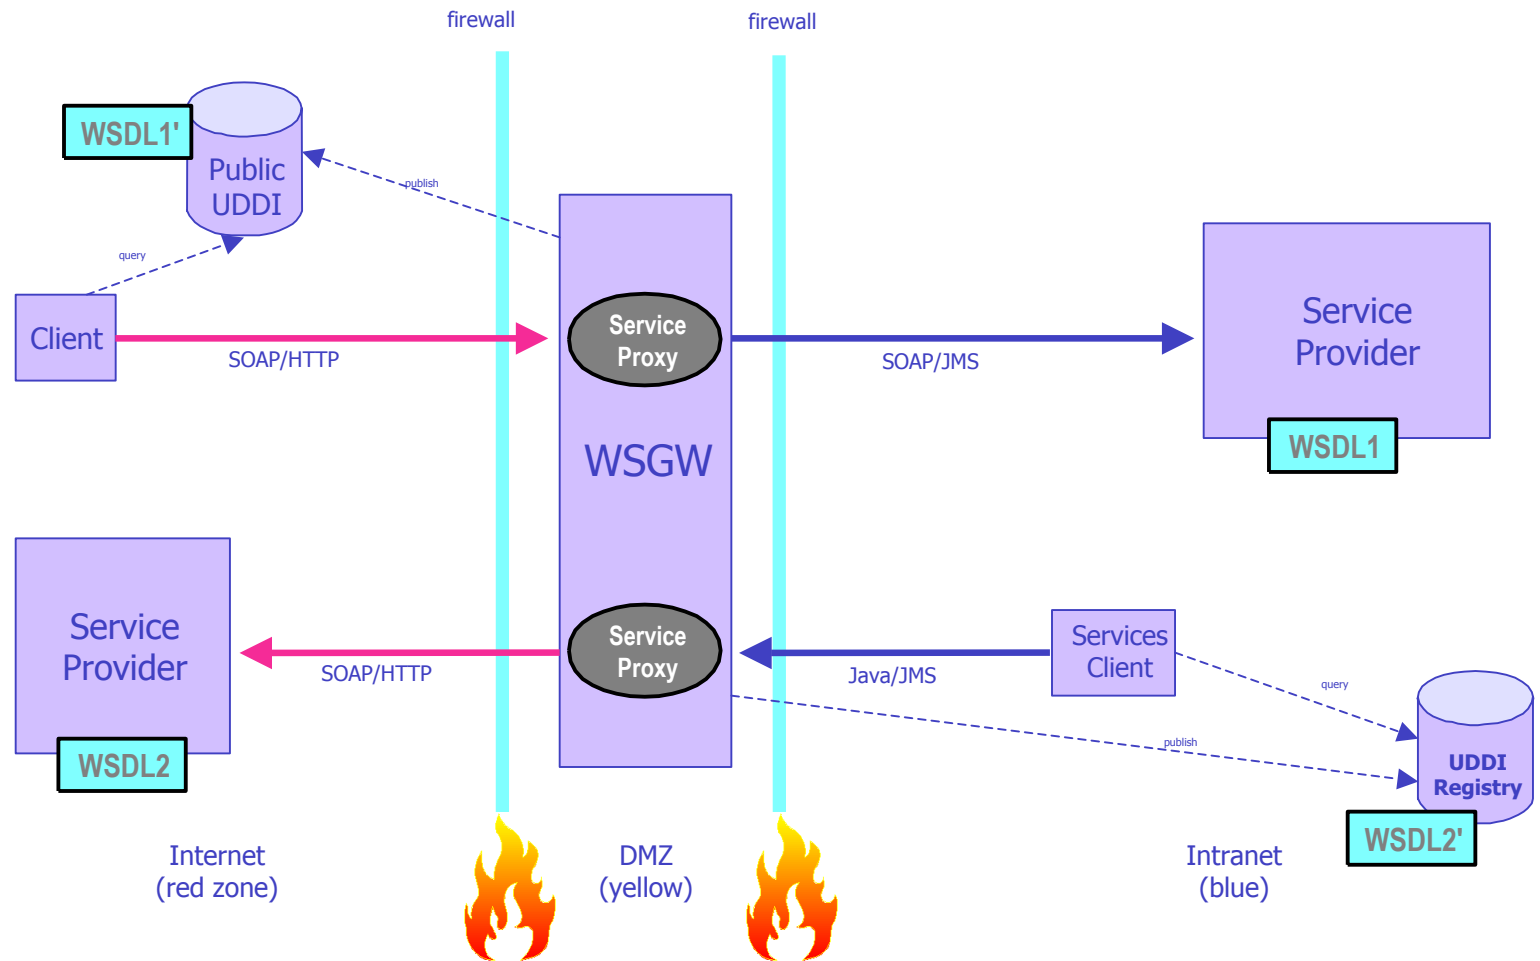 firewall
firewall
WSDL1'
Public
UDDI
publish
query
Client
SOAP/HTTP
Service
Proxy
SOAP/JMS
Service
Provider
WSDL1
WSGW
Service
Provider
WSDL2
SOAP/HTTP
Service
Proxy
Java/JMS
Services
Client
query
publish
UDDI
Registry
WSDL2'
Internet
(red zone)
DMZ
(yellow)
Intranet
(blue)